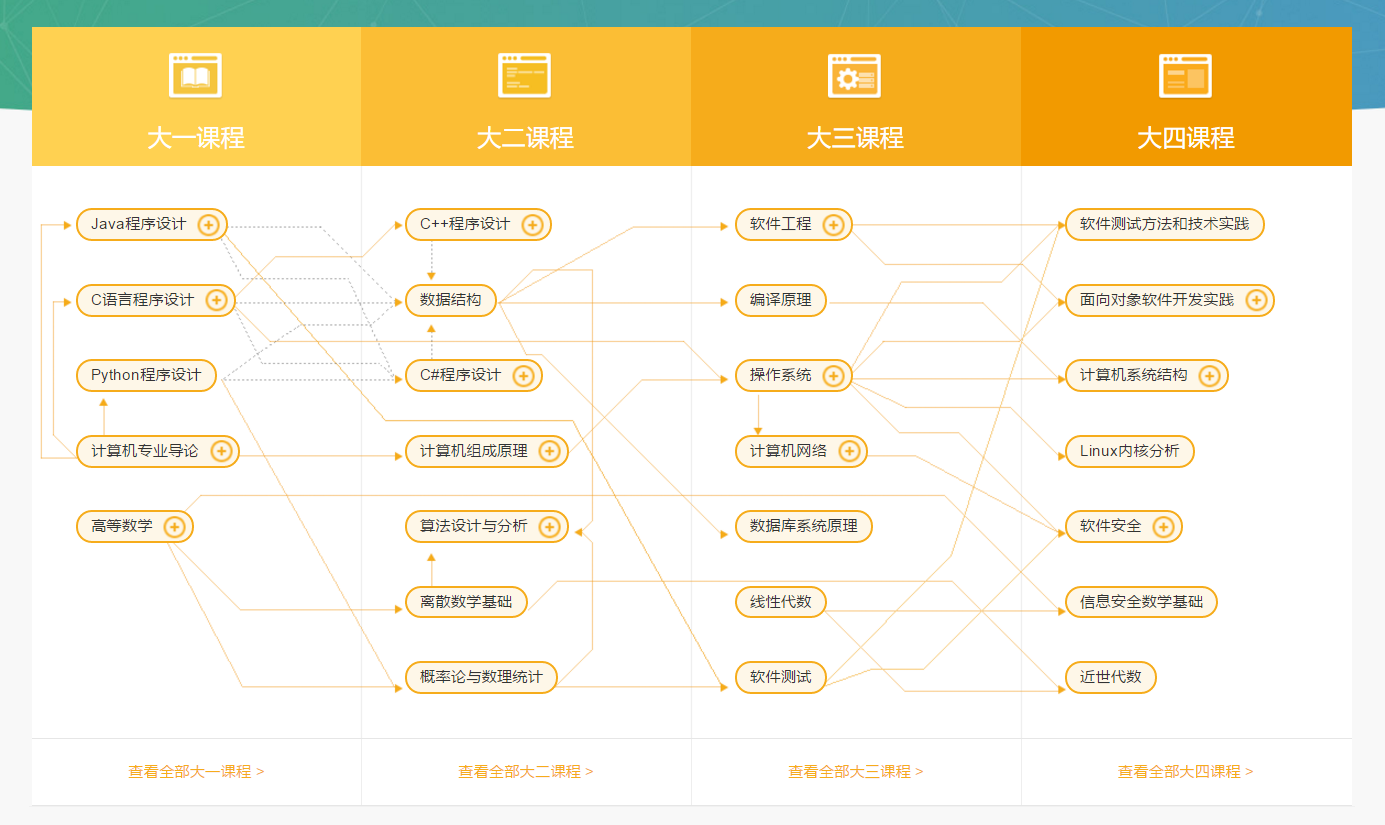 大一课程
大二课程
大三课程
大四课程
Java程序设计
C++程序设计
软件工程
软件测试方法和技术实践
C语言程序设计
数据结构
编译原理
面向对象软件开发实践
Python程序设计
C#程序设计
操作系统
计算机系统结构
计算机专业导论
计算机组成原理
计算机网络
Linux内核分析
高等数学
算法设计与分析
数据库系统原理
软件安全
离散数学基础
线性代数
信息安全数学基础
概率论与数理统计
软件测试
近世代数
查看全部大一课程 >
查看全部大二课程 >
查看全部大三课程 >
查看全部大四课程 >